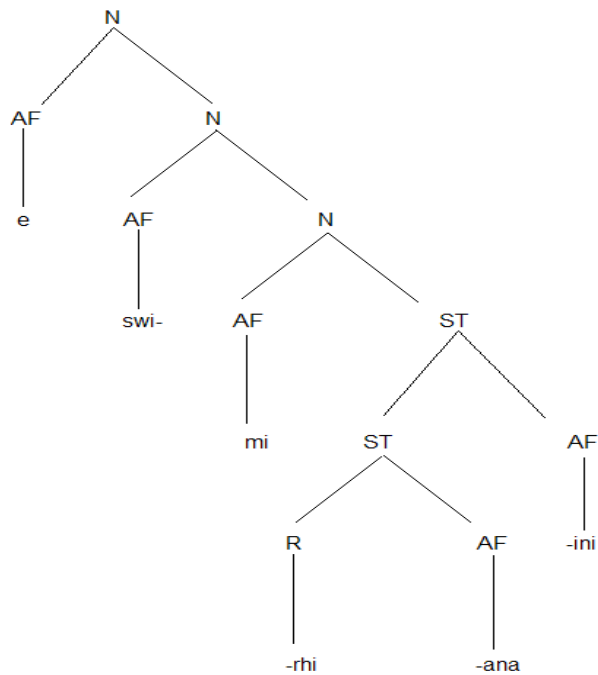 N
AF N
e AF N
swi- AF ST
mi ST AF
R AF -ini
-rhi -ana